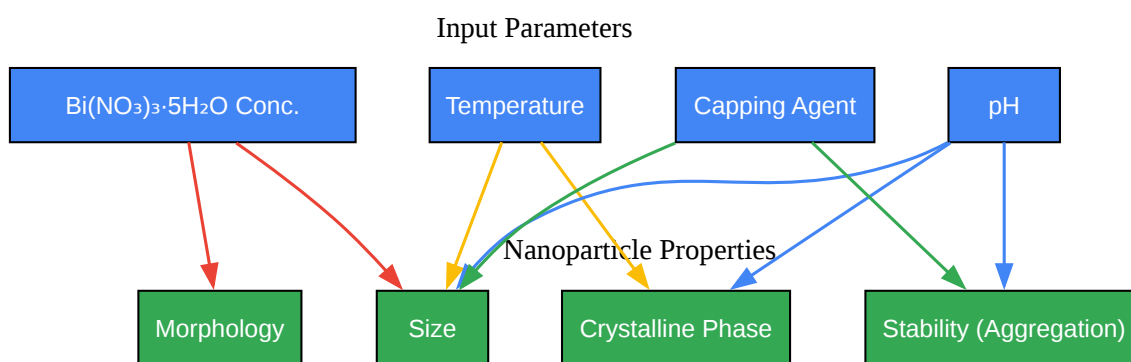 Input Parameters
Bi(NO₃)₃·5H₂O Conc.
Temperature
Capping Agent
pH
Nanoparticle Properties
Morphology
Size
Crystalline Phase
Stability (Aggregation)